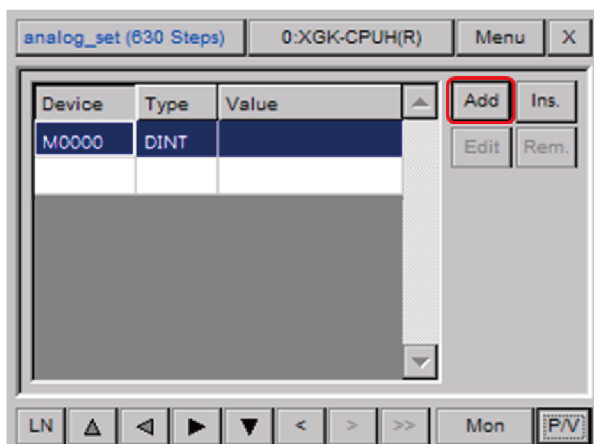 analog_set (630 Steps) 0:XGK-CPUH(R) Menu X
Device Type Value Add Ins.
M0000 DINT Edit Rem.
LN < > >> Mon P/V